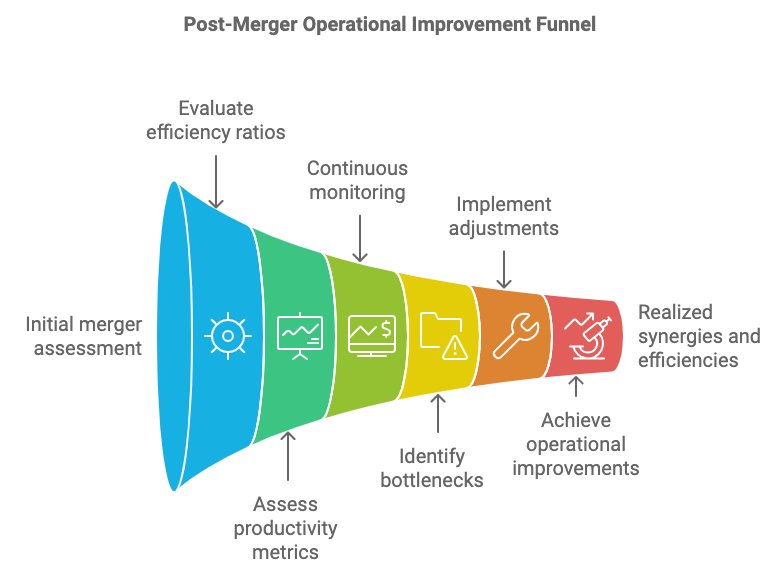 Post-Merger Operational Improvement Funnel
Evaluate
efficiency ratios
Continuous
monitoring
Implement
adjustments
Initial merger
assessment
$
Realized
synergies and
efficiencies
Assess
productivity
metrics
Identify
bottlenecks
Achieve
operational
improvements